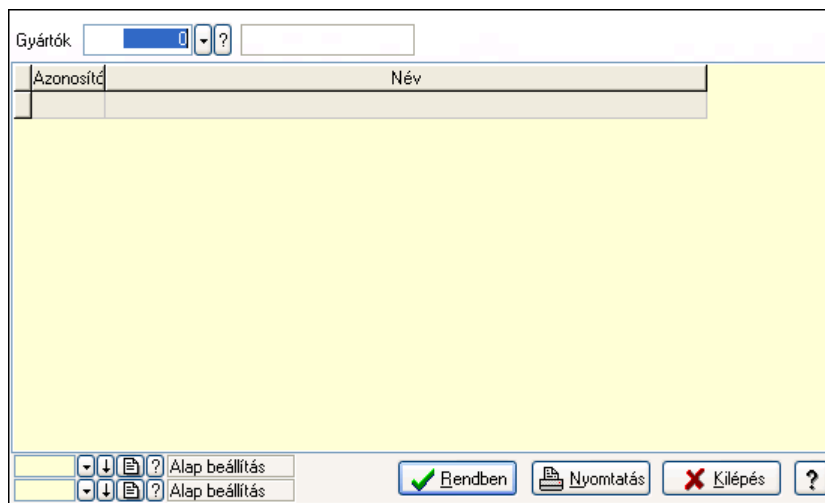 Gyártók 0 ?
Azonosító Név
? Alap beállítás
? Alap beállítás
Rendben Nyomtatás Kilépés ?